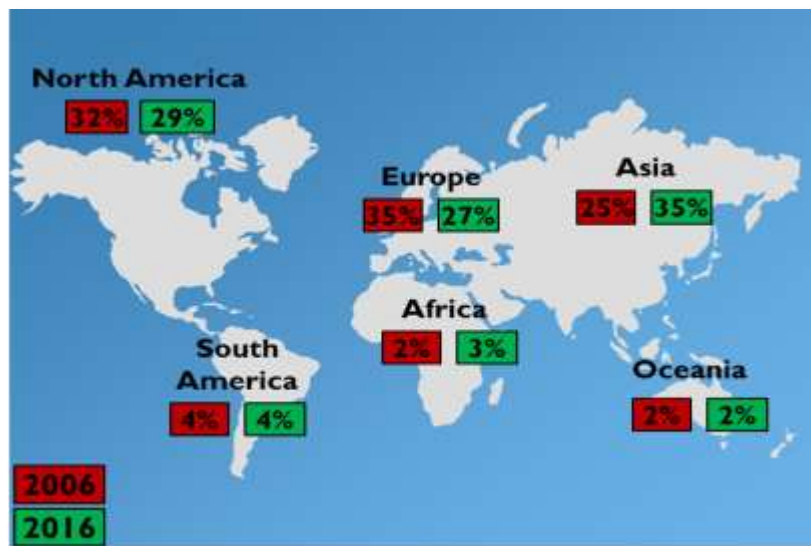 North America
32% 29%
Europe
35% 27%
Asia
25% 35%
Africa
2% 3%
South
America
4% 4%
Oceania
2% 2%
2006
2016